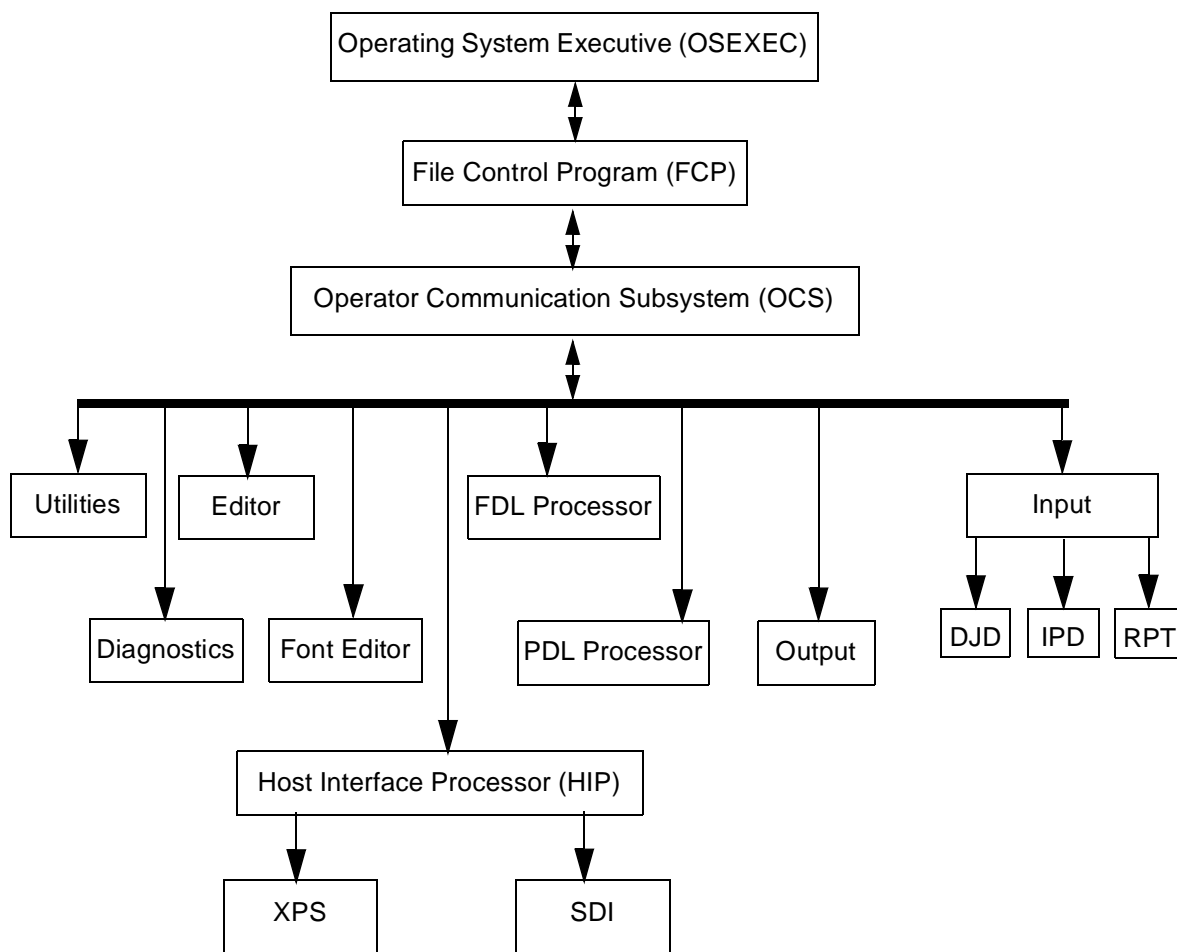 Operating System Executive (OSEXEC)
File Control Program (FCP)
Operator Communication Subsystem (OCS)
Utilities
Editor
FDL Processor
Input
Diagnostics
Font Editor
PDL Processor
Output
DJD
IPD
RPT
Host Interface Processor (HIP)
XPS
SDI